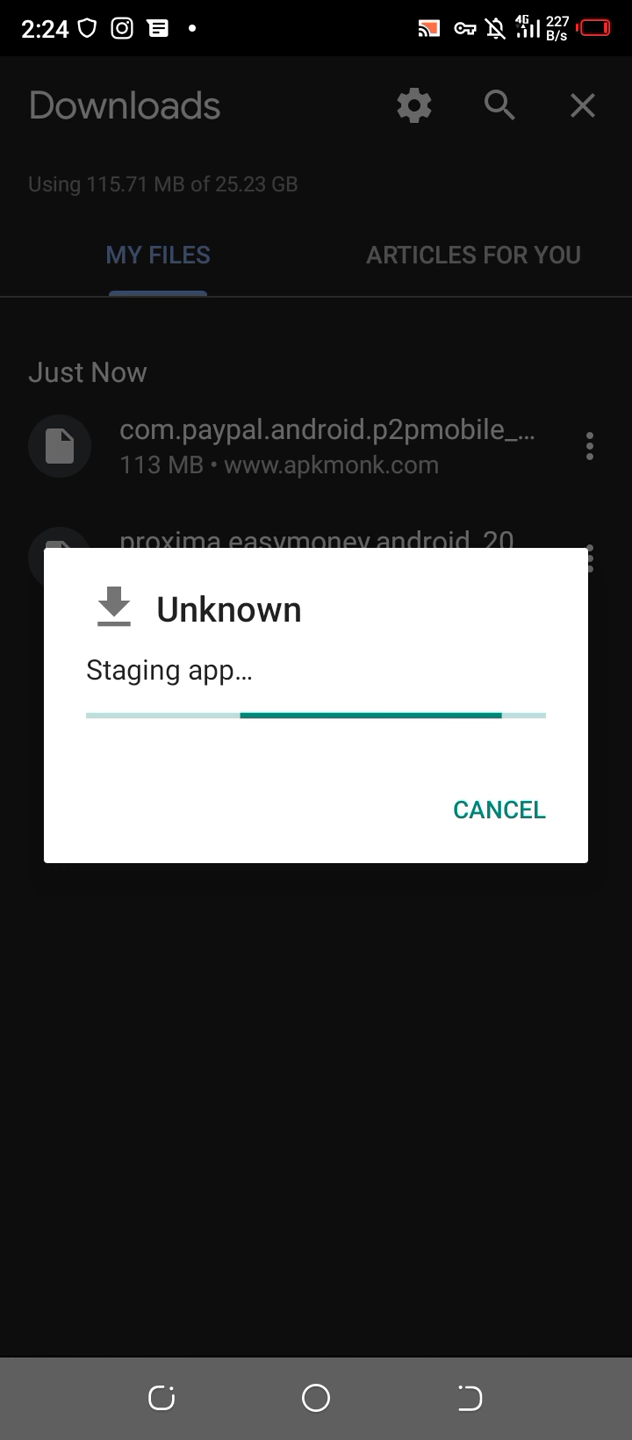 2:24
4G
227
B/s
Downloads
Using 115.71 MB of 25.23 GB
MY FILES
ARTICLES FOR YOU
Just Now
com.paypal.android.p2pmobile_...
113 MB • www.apkmonk.com
proxima.easymoney.android_20
Unknown
Staging app...
CANCEL